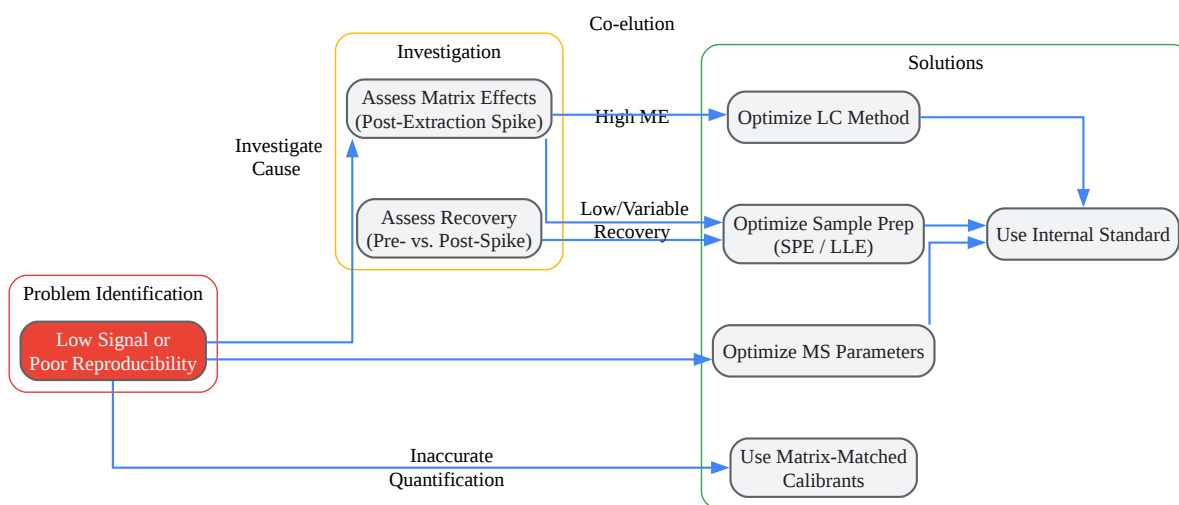 Co-elution
Investigation
Solutions
Assess Matrix Effects
(Post-Extraction Spike)
High ME
Optimize LC Method
Investigate
Cause
Assess Recovery
(Pre- vs. Post-Spike)
Low/Variable
Recovery
Optimize Sample Prep
(SPE / LLE)
Use Internal Standard
Problem Identification
Low Signal or
Poor Reproducibility
Optimize MS Parameters
Inaccurate
Quantification
Use Matrix-Matched
Calibrants